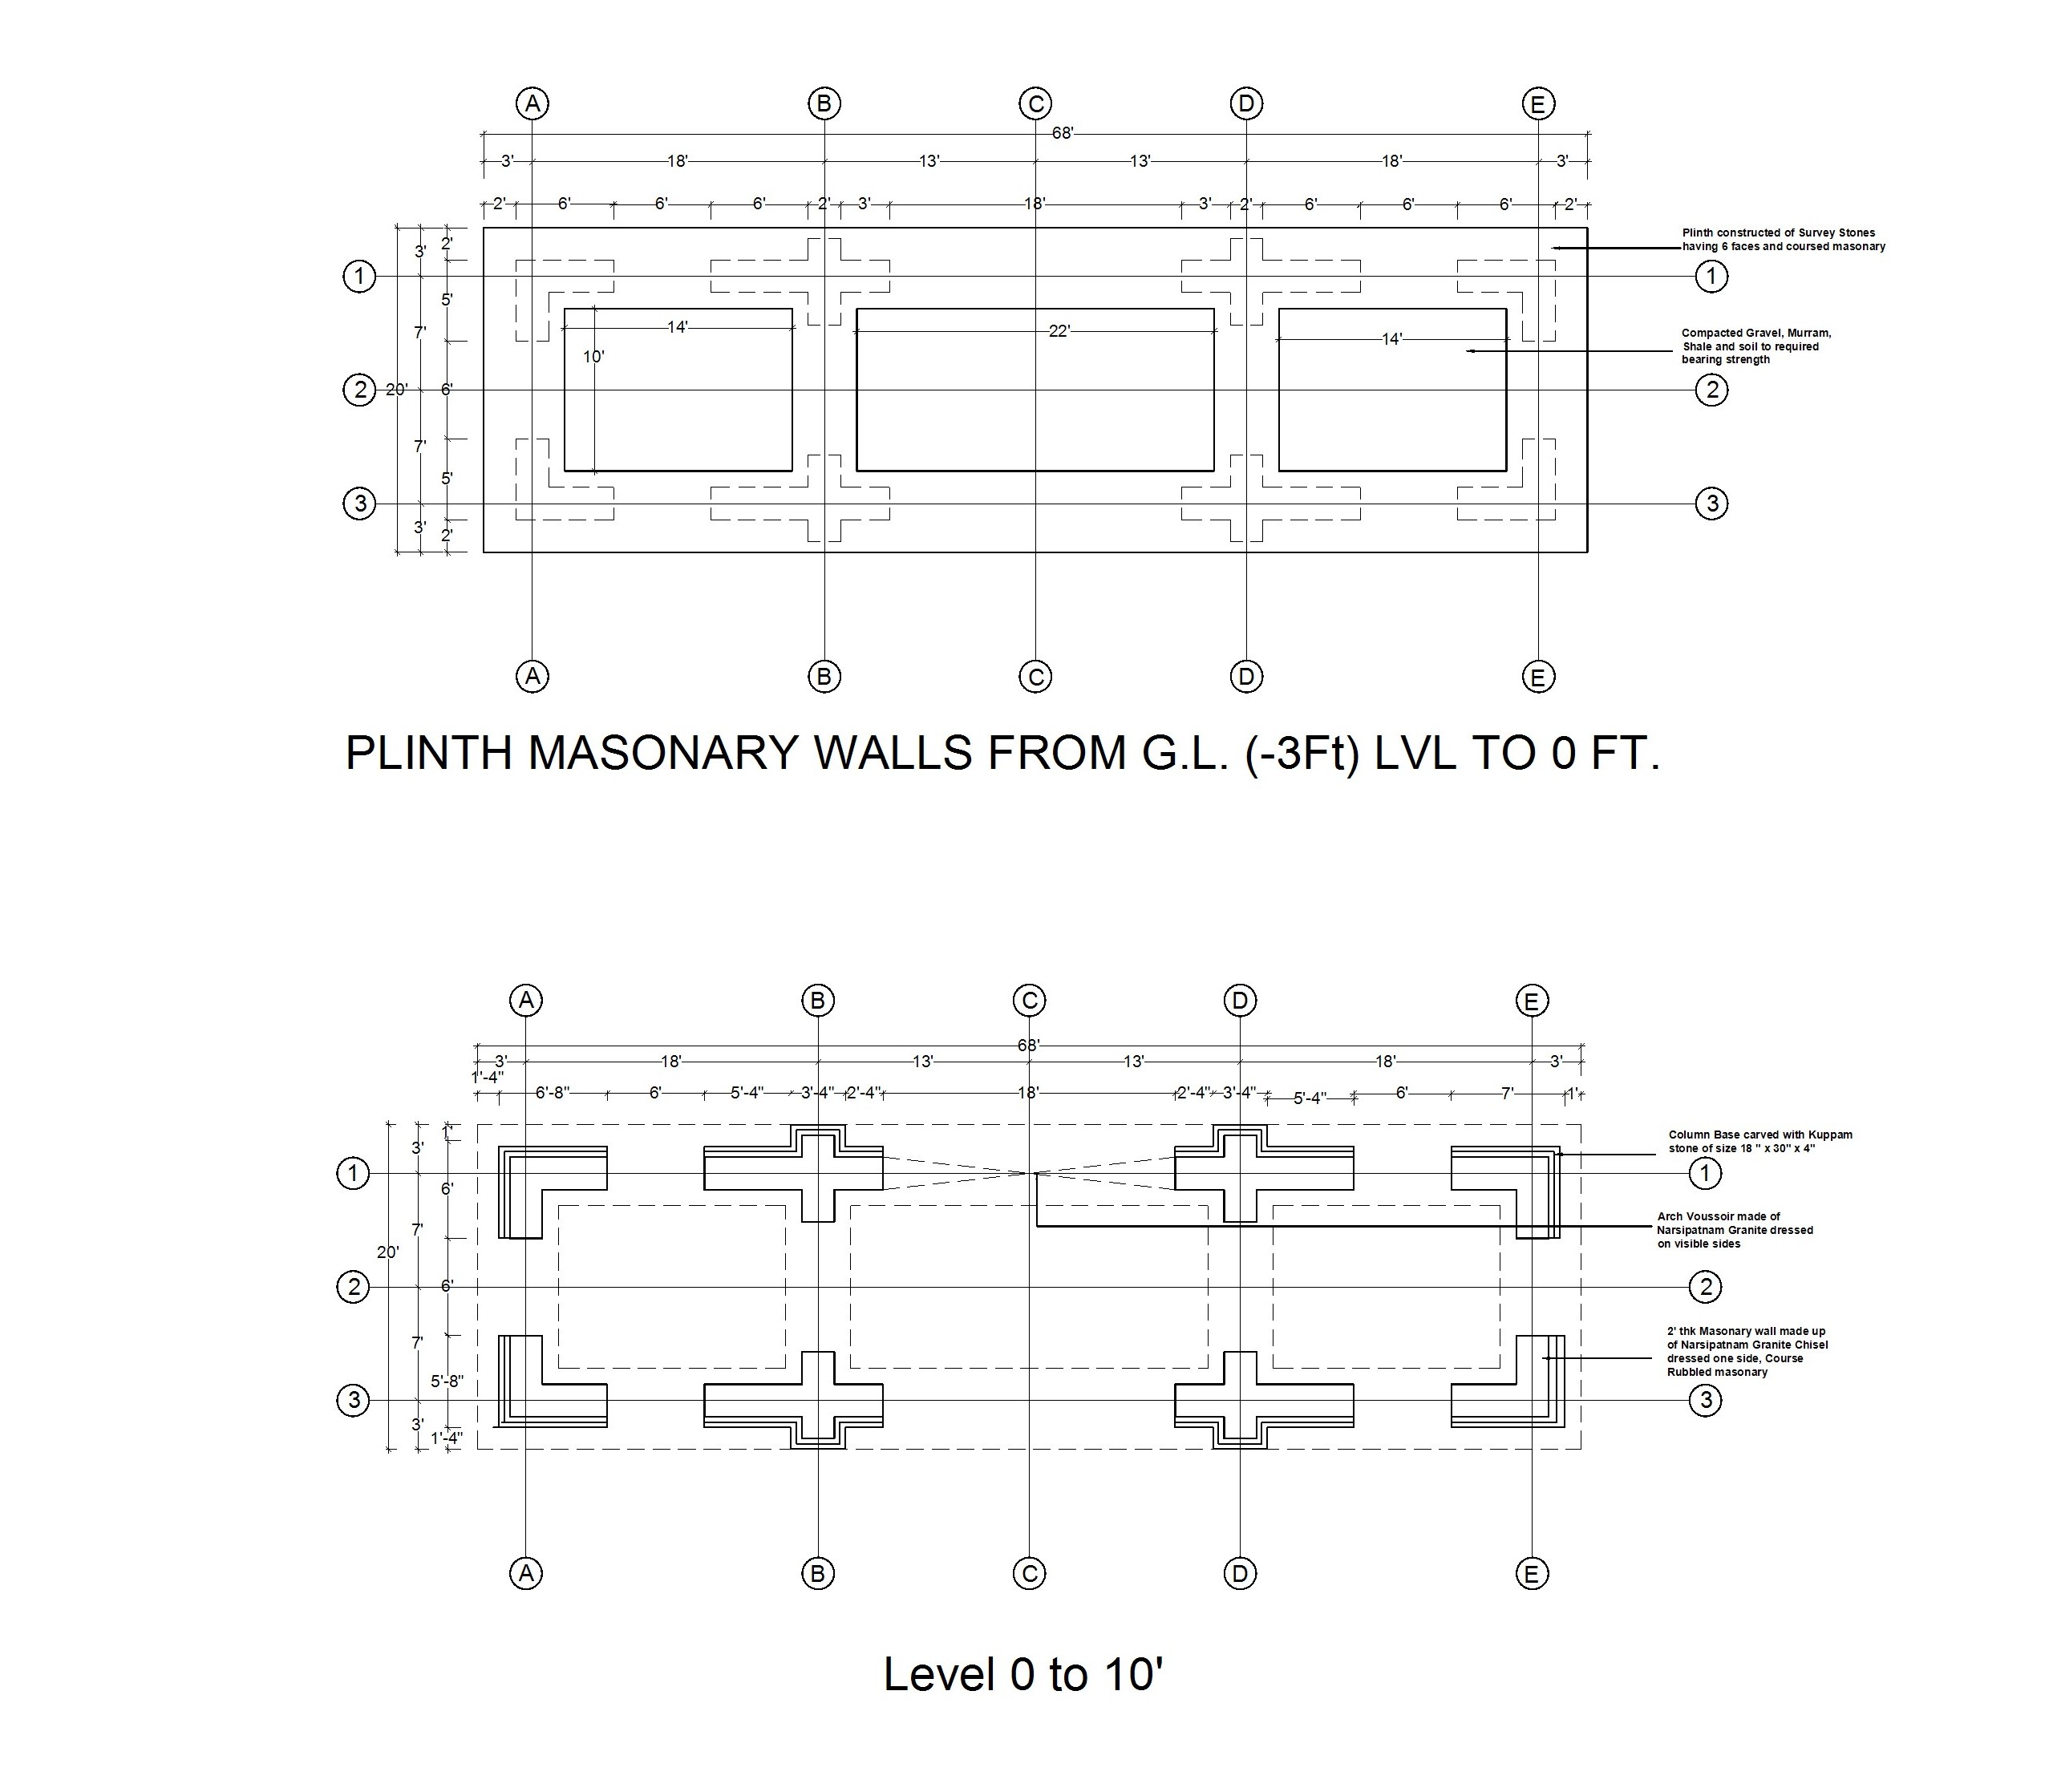 A B C D E
68'
3' 18' 13' 13' 18' 3'
2' 6' 6' 6' 2' 3' 18' 3' 2' 6' 6' 6' 2'
Plinth constructed of Survey Stones
having 6 faces and coursed masonary
3' 2'
1 1
5'
7' 14' 22' 14'
Compacted Gravel, Murram,
Shale and soil to required
bearing strength
10'
2 20' 6' 2
7'
5'
3 3
3' 2'
A B C D E
PLINTH MASONARY WALLS FROM G.L. (-3Ft) LVL TO 0 FT.
A B C D E
68'
3' 18' 13' 13' 18' 3'
1'-4" 6'-8" 6' 5'-4" 3'-4" 2'-4" 18' 2'-4" 3'-4" 5'-4" 6' 7' 1'
1'
3'
Column Base carved with Kuppam
stone of size 18 " x 30" x 4"
1 1
6'
7'
Arch Voussoir made of
Narsipatnam Granite dressed
on visible sides
20'
2 6' 2
7'
2' thk Masonary wall made up
of Narsipatnam Granite Chisel
dressed one side, Course
Rubbled masonary
5'-8"
3 3
3'
1'-4"
A B C D E
Level 0 to 10'